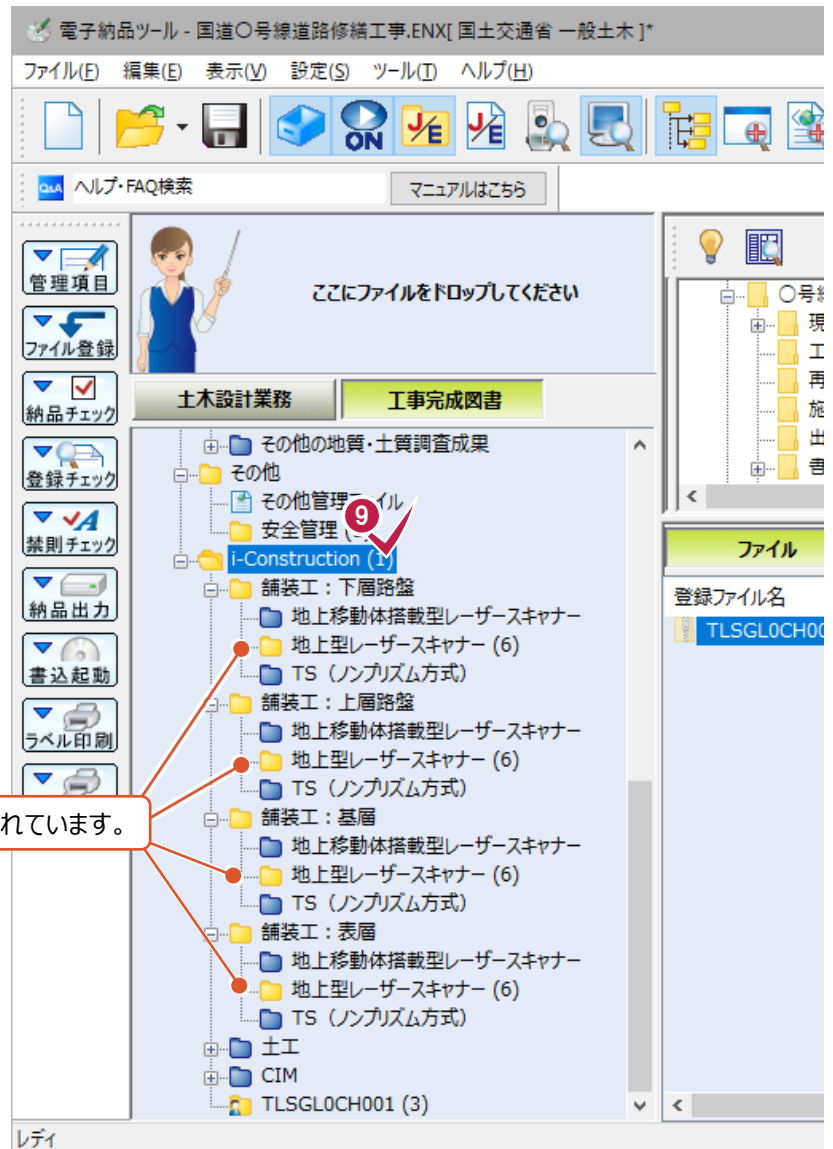 電子納品ツール - 国道〇号線道路修繕工事.ENX[ 国土交通省 一般土木 ]*
ファイル(F) 編集(E) 表示(V) 設定(S) ツール(T) ヘルプ(H)
ON J/E J/E
Q&A ヘルプ・FAQ検索 マニュアルはこちら
管理項目
ファイル登録
納品チェック
登録チェック
禁則チェック
納品出力
書込起動
ラベル印刷
ここにファイルをドロップしてください
土木設計業務 工事完成図書
その他の地質・土質調査成果
その他
その他管理ファイル
安全管理
9
i-Construction (1)
舗装工：下層路盤
地上移動体搭載型レーザースキャナー
地上型レーザースキャナー (6)
TS（ノンプリズム方式）
舗装工：上層路盤
地上移動体搭載型レーザースキャナー
地上型レーザースキャナー (6)
TS（ノンプリズム方式）
舗装工：基層
地上移動体搭載型レーザースキャナー
地上型レーザースキャナー (6)
TS（ノンプリズム方式）
舗装工：表層
地上移動体搭載型レーザースキャナー
地上型レーザースキャナー (6)
TS（ノンプリズム方式）
土工
CIM
TLSGL0CH001 (3)
れています。
〇号線
現
工
再
施
出
書
ファイル
登録ファイル名
TLSGL0CH00
レディ